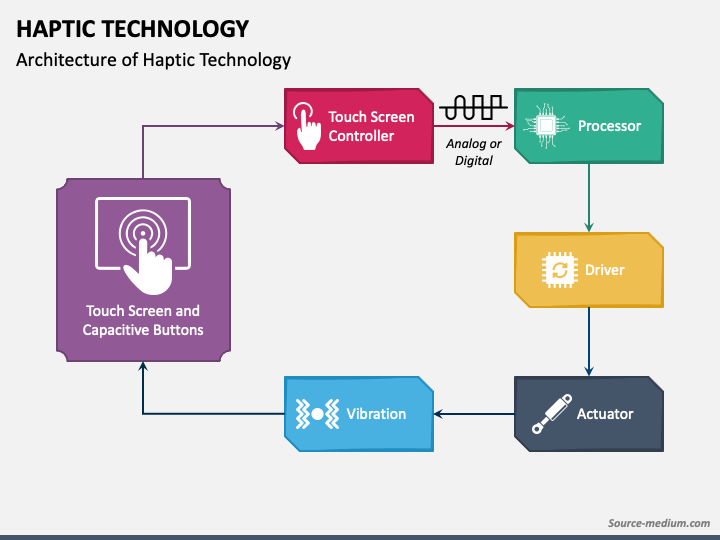 HAPTIC TECHNOLOGY
Architecture of Haptic Technology
Touch Screen
Controller
Analog or
Digital
Processor
Driver
Touch Screen and
Capacitive Buttons
Vibration
Actuator
Source-medium.com